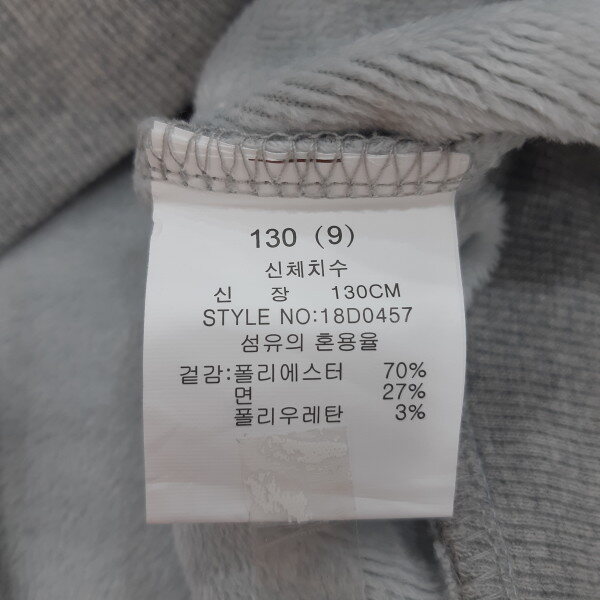 130 (9)
신체치수
신 장 130CM
STYLE NO:18D0457
섬유의 혼용율
겉감:폴리에스터 70%
면 27%
폴리우레탄 3%